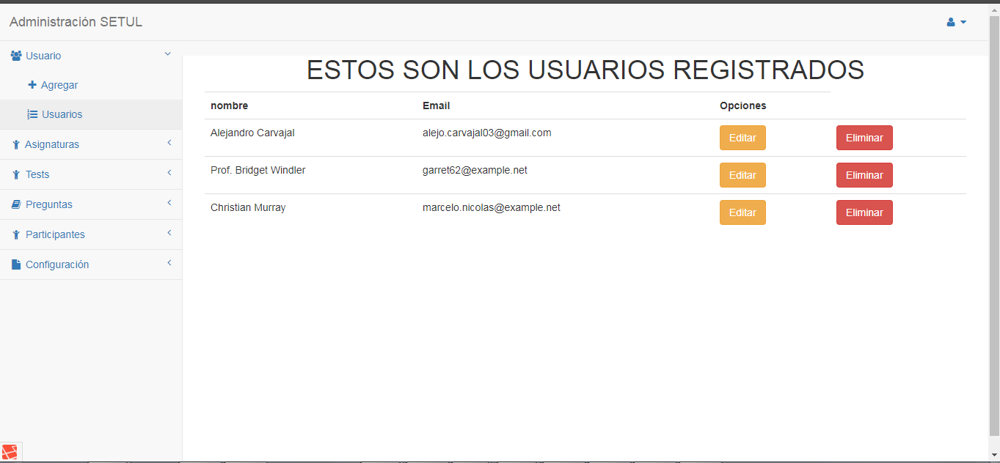 Administración SETUL
Usuario
Agregar
Usuarios
Asignaturas
Tests
Preguntas
Participantes
Configuración
ESTOS SON LOS USUARIOS REGISTRADOS
nombre Email Opciones
Alejandro Carvajal alejo.carvajal03@gmail.com Editar Eliminar
Prof. Bridget Windler garret62@example.net Editar Eliminar
Christian Murray marcelo.nicolas@example.net Editar Eliminar